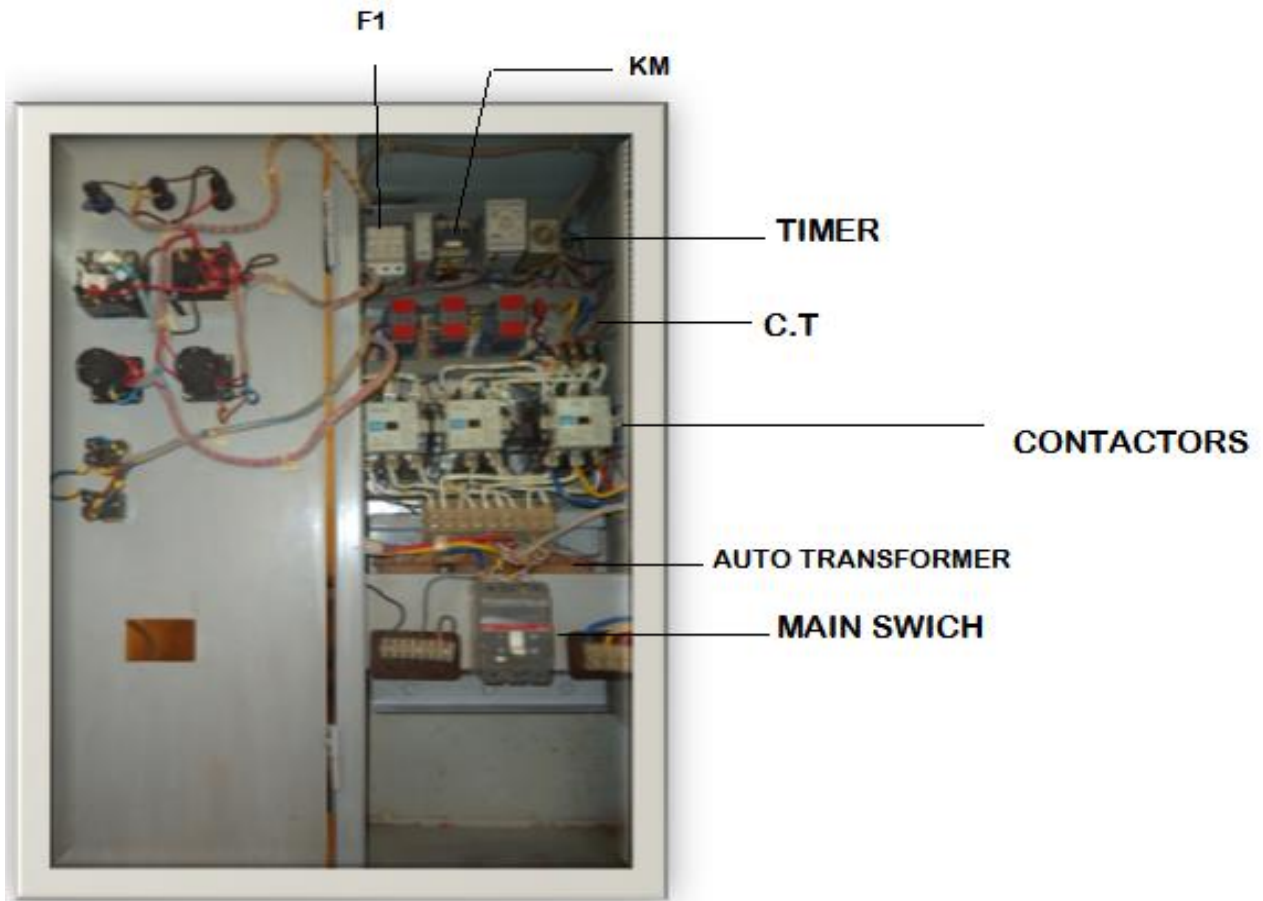 F1
KM
TIMER
C.T
CONTACTORS
AUTO TRANSFORMER
MAIN SWICH